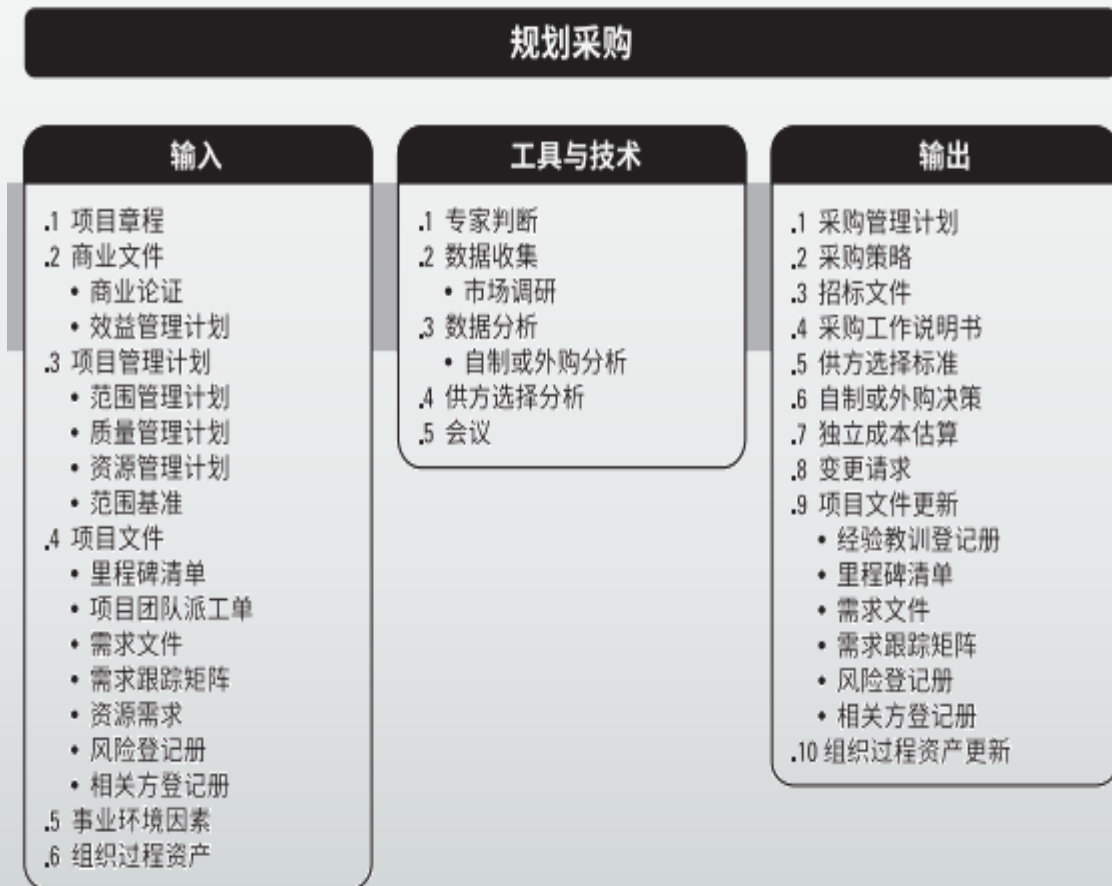 规划采购
输入
.1 项目章程
.2 商业文件
• 商业论证
• 效益管理计划
.3 项目管理计划
• 范围管理计划
• 质量管理计划
• 资源管理计划
• 范围基准
.4 项目文件
• 里程碑清单
• 项目团队派工单
• 需求文件
• 需求跟踪矩阵
• 资源需求
• 风险登记册
• 相关方登记册
.5 事业环境因素
.6 组织过程资产
工具与技术
.1 专家判断
.2 数据收集
• 市场调研
.3 数据分析
• 自制或外购分析
.4 供方选择分析
.5 会议
输出
.1 采购管理计划
.2 采购策略
.3 招标文件
.4 采购工作说明书
.5 供方选择标准
.6 自制或外购决策
.7 独立成本估算
.8 变更请求
.9 项目文件更新
• 经验教训登记册
• 里程碑清单
• 需求文件
• 需求跟踪矩阵
• 风险登记册
• 相关方登记册
.10 组织过程资产更新